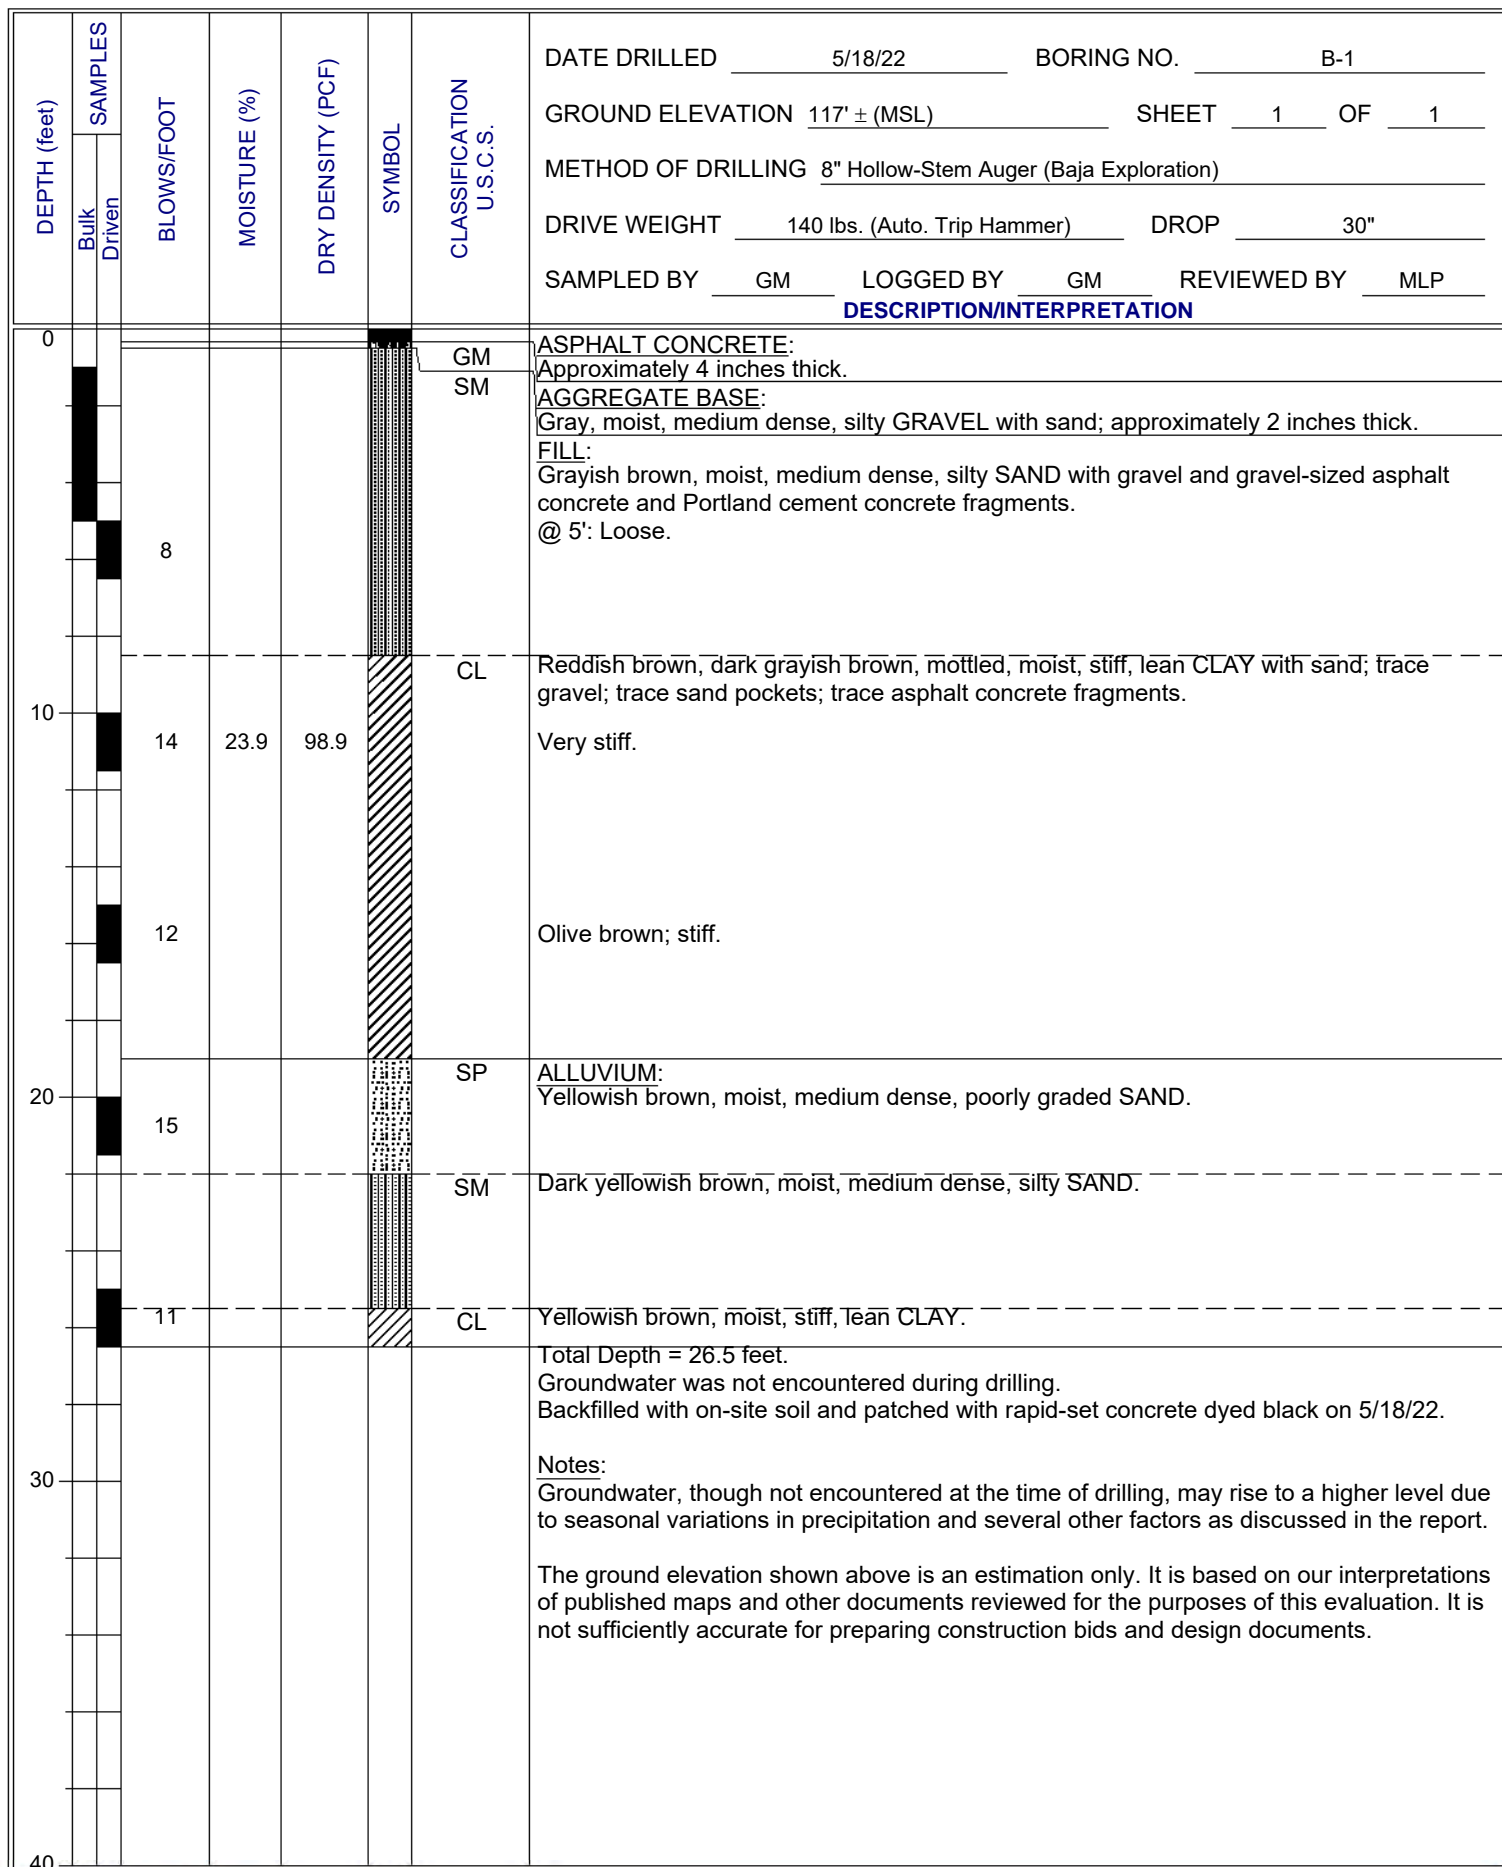 DEPTH (feet)
SAMPLES
Bulk
Driven
BLOWS/FOOT
MOISTURE (%)
DRY DENSITY (PCF)
SYMBOL
CLASSIFICATION
U.S.C.S.
DATE DRILLED 5/18/22 BORING NO. B-1
GROUND ELEVATION 117' ± (MSL) SHEET 1 OF 1
METHOD OF DRILLING 8" Hollow-Stem Auger (Baja Exploration)
DRIVE WEIGHT 140 lbs. (Auto. Trip Hammer) DROP 30"
SAMPLED BY GM LOGGED BY GM REVIEWED BY MLP
DESCRIPTION/INTERPRETATION
0
GM
SM
ASPHALT CONCRETE:
Approximately 4 inches thick.
AGGREGATE BASE:
Gray, moist, medium dense, silty GRAVEL with sand; approximately 2 inches thick.
FILL:
Grayish brown, moist, medium dense, silty SAND with gravel and gravel-sized asphalt
concrete and Portland cement concrete fragments.
@ 5': Loose.
8
CL
Reddish brown, dark grayish brown, mottled, moist, stiff, lean CLAY with sand; trace
gravel; trace sand pockets; trace asphalt concrete fragments.
10
14 23.9 98.9 Very stiff.
12 Olive brown; stiff.
SP
ALLUVIUM:
Yellowish brown, moist, medium dense, poorly graded SAND.
20
15
SM Dark yellowish brown, moist, medium dense, silty SAND.
11 CL Yellowish brown, moist, stiff, lean CLAY.
Total Depth = 26.5 feet.
Groundwater was not encountered during drilling.
Backfilled with on-site soil and patched with rapid-set concrete dyed black on 5/18/22.
Notes:
30
Groundwater, though not encountered at the time of drilling, may rise to a higher level due
to seasonal variations in precipitation and several other factors as discussed in the report.
The ground elevation shown above is an estimation only. It is based on our interpretations
of published maps and other documents reviewed for the purposes of this evaluation. It is
not sufficiently accurate for preparing construction bids and design documents.
40